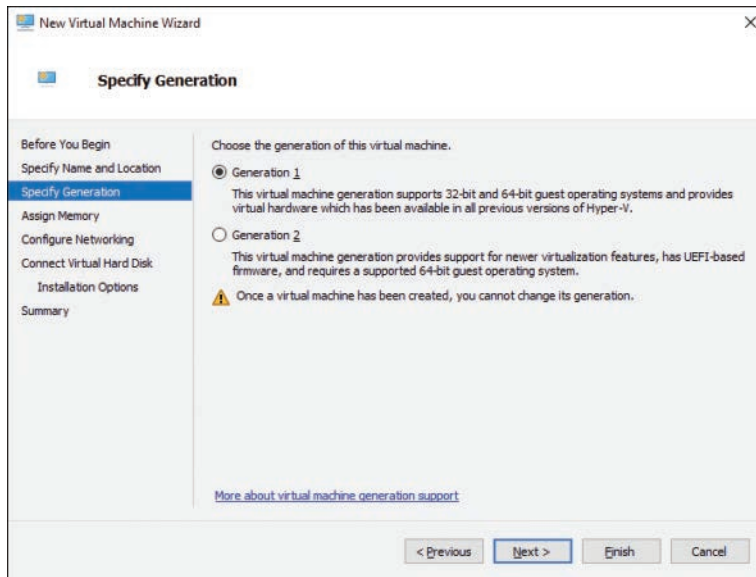 New Virtual Machine Wizard
Specify Generation
Before You Begin
Specify Name and Location
Specify Generation
Assign Memory
Configure Networking
Connect Virtual Hard Disk
Installation Options
Summary
Choose the generation of this virtual machine.
Generation 1
This virtual machine generation supports 32-bit and 64-bit guest operating systems and provides
virtual hardware which has been available in all previous versions of Hyper-V.
Generation 2
This virtual machine generation provides support for newer virtualization features, has UEFI-based
firmware, and requires a supported 64-bit guest operating system.
Once a virtual machine has been created, you cannot change its generation.
More about virtual machine generation support
< Previous
Next >
Finish
Cancel